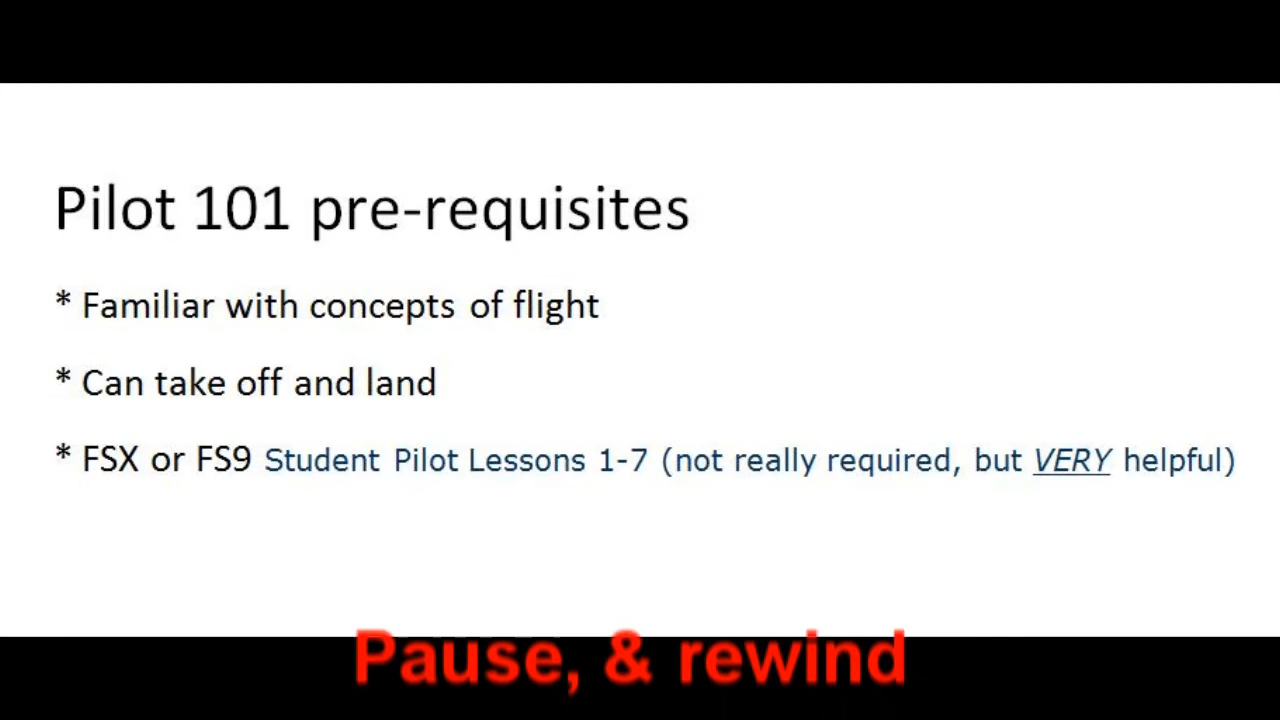 Pilot 101 pre-requisites
* Familiar with concepts of flight
* Can take off and land
* FSX or FS9 Student Pilot Lessons 1-7 (not really required, but VERY helpful)
Pause, & rewind